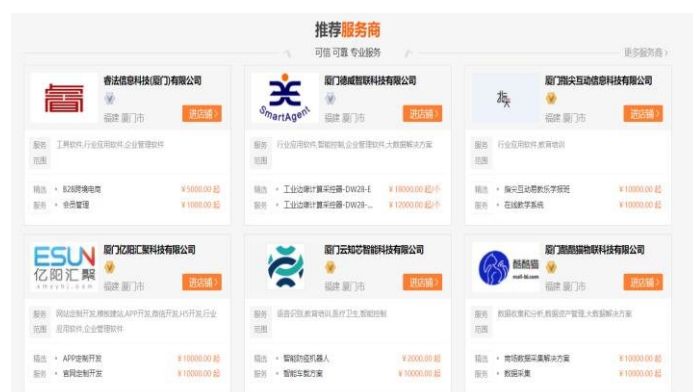 推荐服务商
可信 可靠 专业服务
更多服务商 >
睿法信息科技(厦门)有限公司
福建 厦门市
进店铺 >
服务范围
工具软件,行业应用软件,企业管理软件
精选服务
• B2B跨境电商 ¥5000.00 起
• 会员管理 ¥1000.00 起
SmartAgent
厦门德威智联科技有限公司
福建 厦门市
进店铺 >
服务范围
行业应用软件,智能控制,企业管理软件,大数据解决方案
精选服务
• 工业边缘计算采控器-DW28-E ¥18000.00 起/个
• 工业边缘计算采控器-DW28-... ¥12000.00 起/个
厦门指尖互动信息科技有限公司
福建 厦门市
进店铺 >
服务范围
行业应用软件,教育培训
精选服务
• 指尖互动易教乐学报班 ¥10000.00 起
• 在线教学系统 ¥10000.00 起
ESUN
亿阳汇聚
xmzyhj.com
厦门亿阳汇聚科技有限公司
福建 厦门市
进店铺 >
服务范围
网站定制开发,模板建站,APP开发,微信开发,H5开发,行业
应用软件,企业管理软件
精选服务
• APP定制开发 ¥10000.00 起
• 官网定制开发 ¥10000.00 起
厦门云知芯智能科技有限公司
福建 厦门市
进店铺 >
服务范围
语音识别,教育培训,医疗卫生,智能控制
精选服务
• 智能防疫机器人 ¥2000.00 起
• 智能车载方案 ¥10000.00 起
酷酷猫
厦门酷酷猫物联科技有限公司
福建 厦门市
进店铺 >
服务范围
数据收集和分析,数据资产管理,大数据解决方案
精选服务
• 商场数据采集解决方案 ¥10000.00 起
• 数据采集 ¥10000.00 起